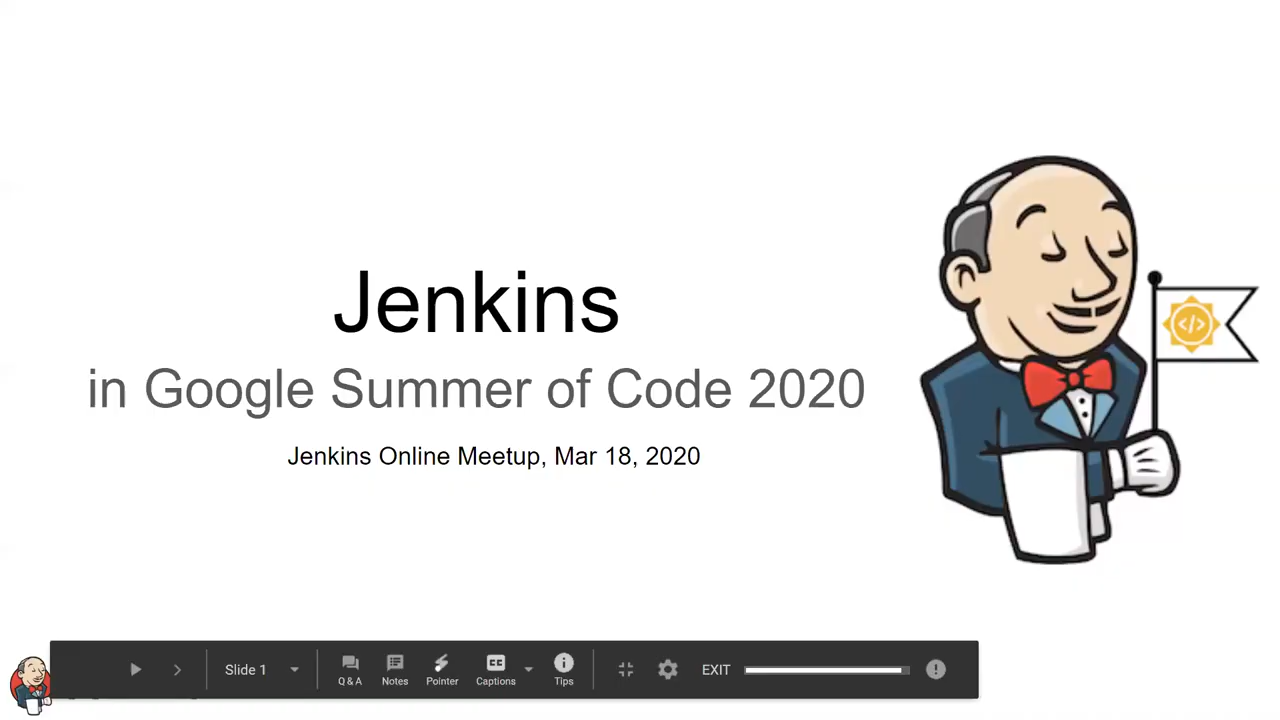 Jenkins
in Google Summer of Code 2020
Jenkins Online Meetup, Mar 18, 2020
</>
Slide 1
Q & A
Notes
Pointer
CC
Captions
Tips
EXIT